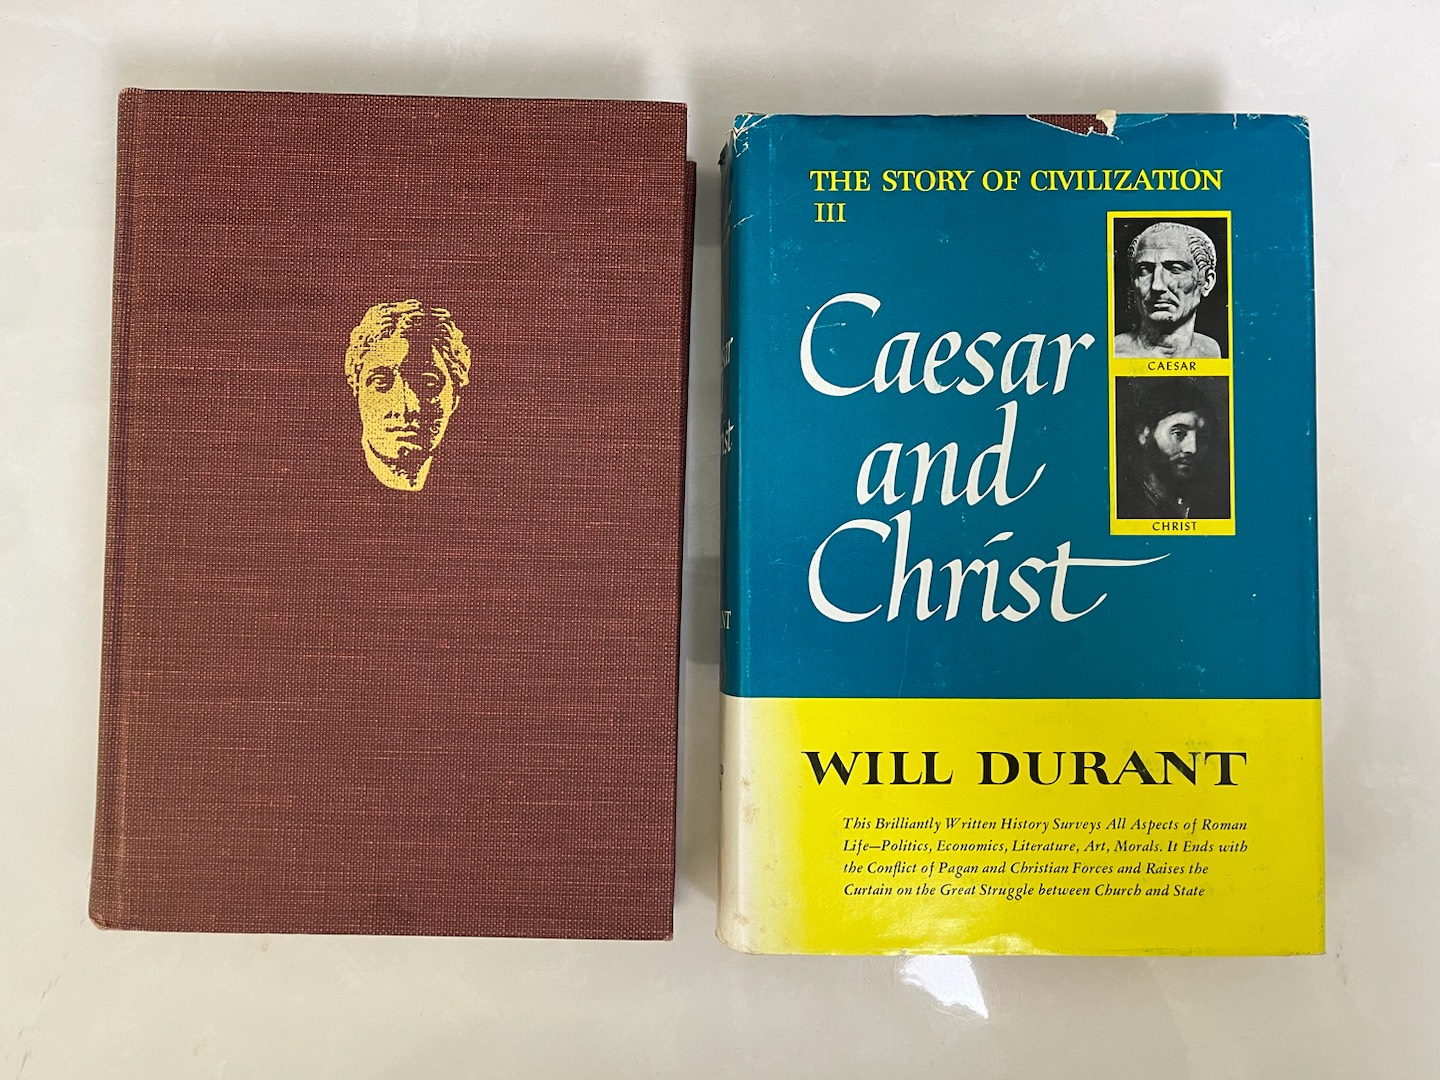 THE STORY OF CIVILIZATION
III
CAESAR
Caesar
and
Christ
CHRIST
WILL DURANT
This Brilliantly Written History Surveys All Aspects of Roman
Life—Politics, Economics, Literature, Art, Morals. It Ends with
the Conflict of Pagan and Christian Forces and Raises the
Curtain on the Great Struggle between Church and State